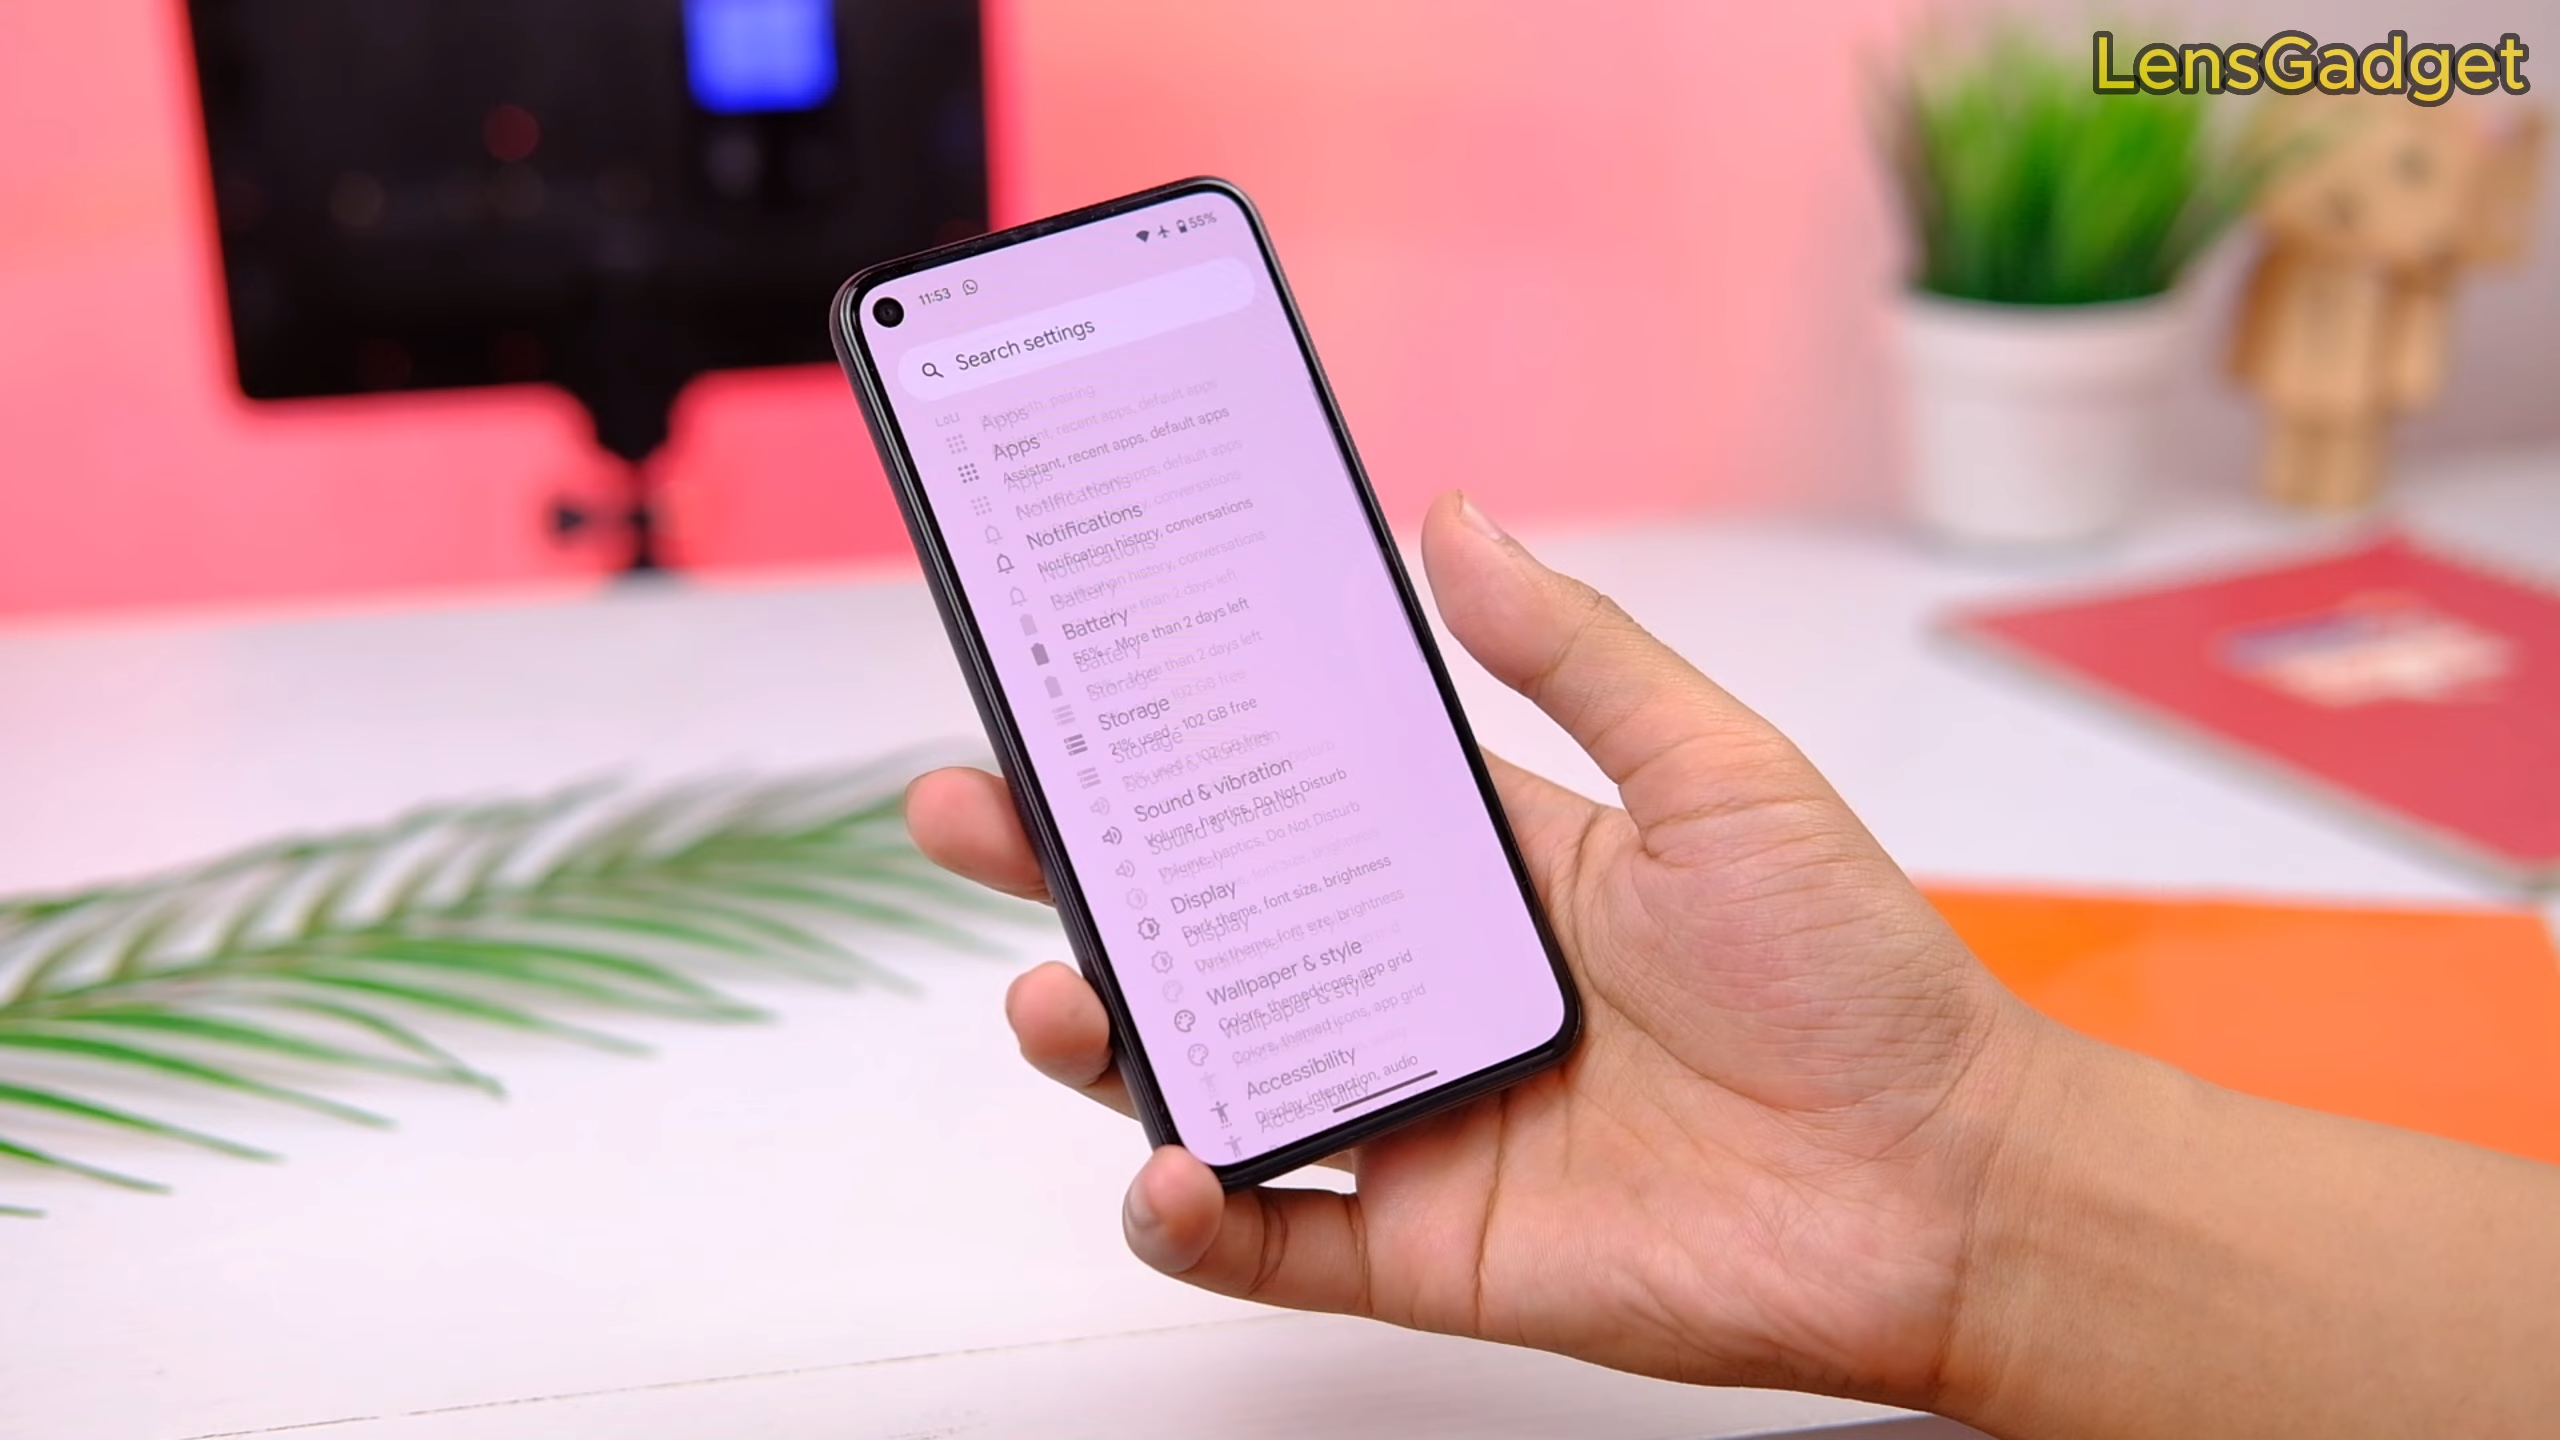 LensGadget
11:53
55%
Search settings
Apps
Assistant, recent apps, default apps
Notifications
Notification history, conversations
Battery
55% - More than 2 days left
Storage
21% used - 102 GB free
Sound & vibration
Volume, haptics, Do Not Disturb
Display
Dark theme, font size, brightness
Wallpaper & style
Colors, themed icons, app grid
Accessibility
Display, interaction, audio